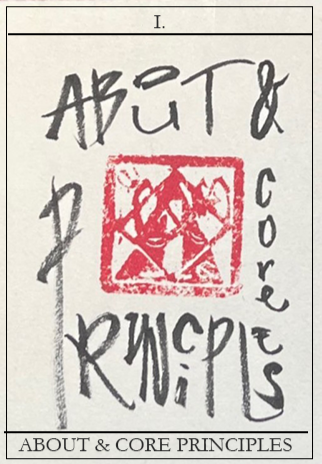 I.
ABOUT &
CORE
PRINCIPLES
ABOUT & CORE PRINCIPLES